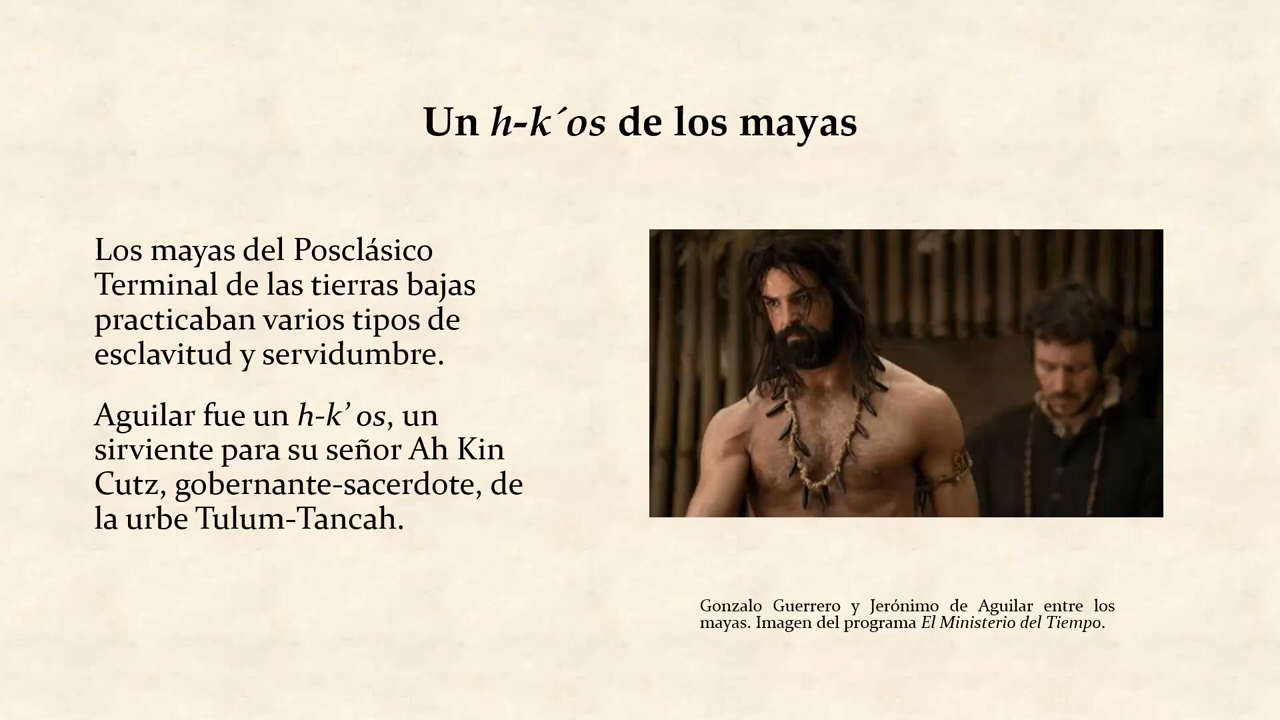 Un h-k´os de los mayas
Los mayas del Posclásico
Terminal de las tierras bajas
practicaban varios tipos de
esclavitud y servidumbre.
Aguilar fue un h-k’ os, un
sirviente para su señor Ah Kin
Cutz, gobernante-sacerdote, de
la urbe Tulum-Tancah.
Gonzalo Guerrero y Jerónimo de Aguilar entre los
mayas. Imagen del programa El Ministerio del Tiempo.